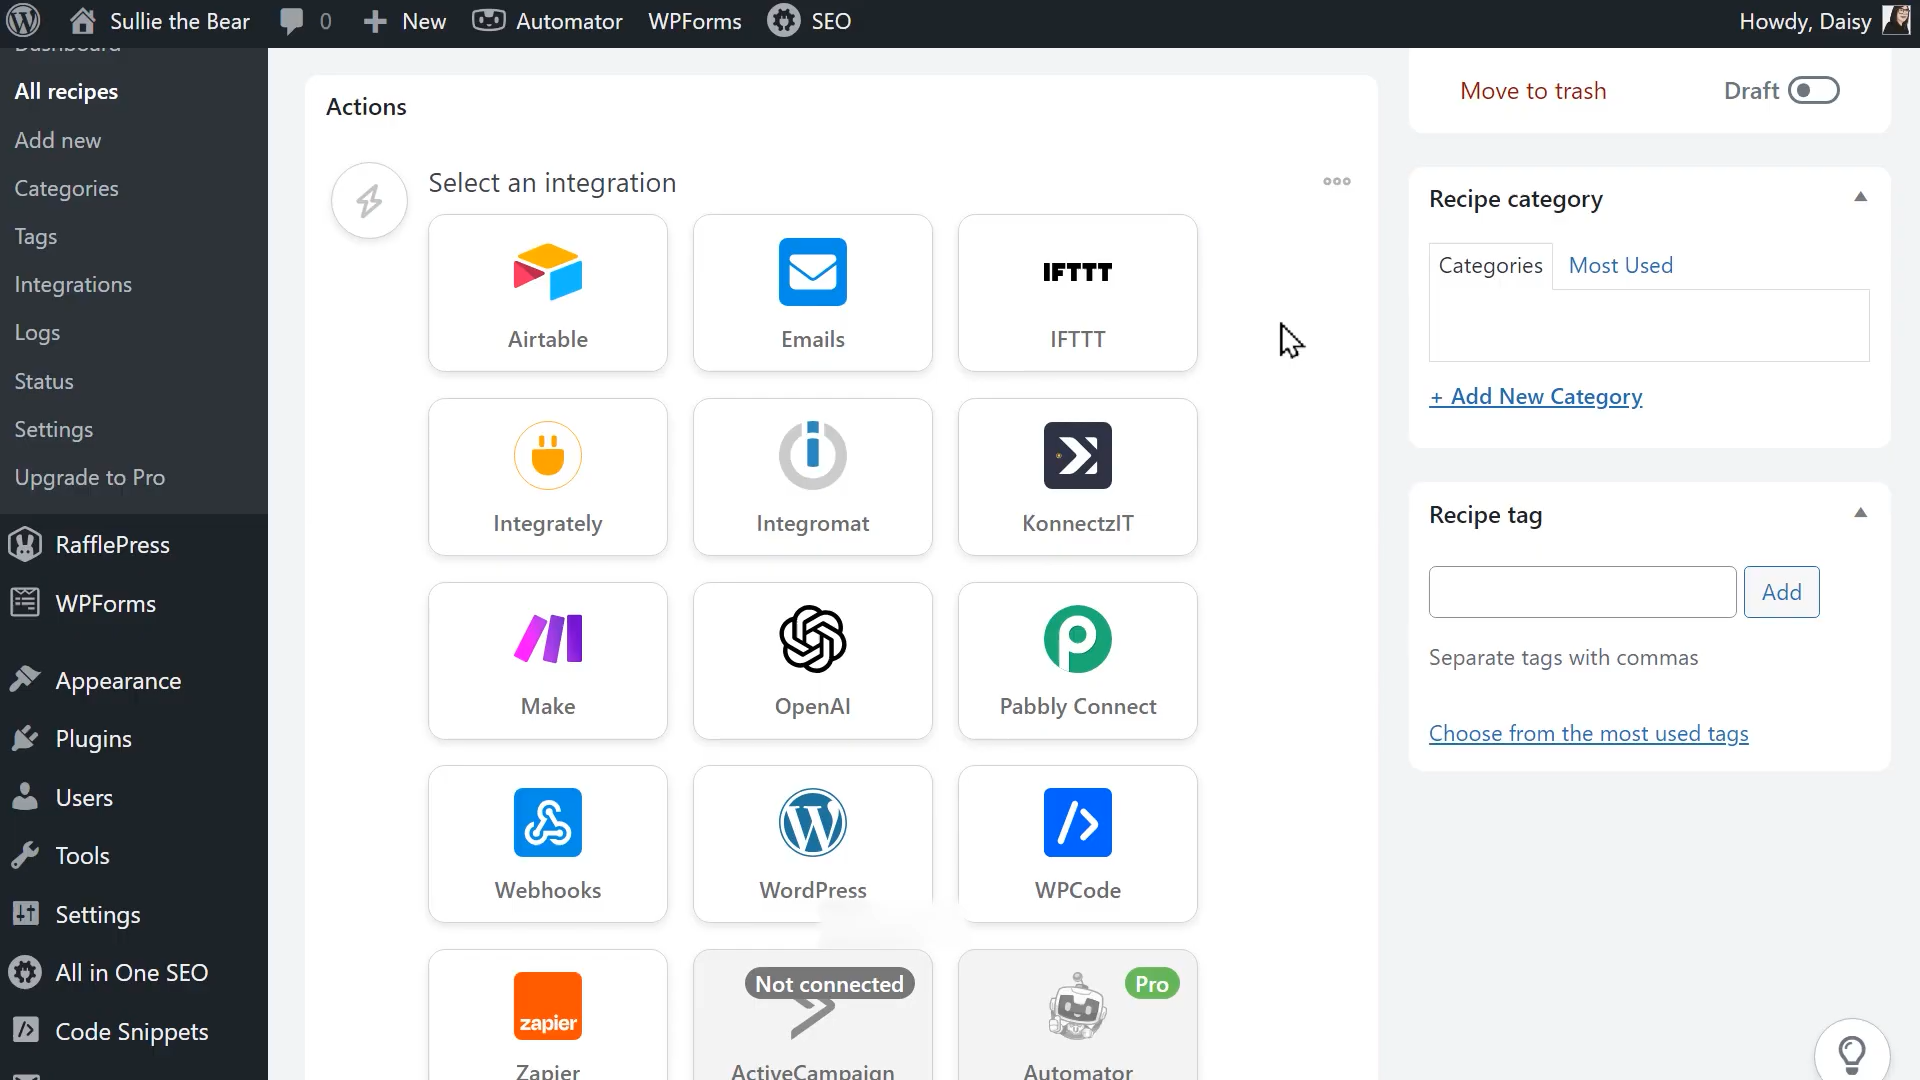 Sullie the Bear
0
New
Automator
WPForms
SEO
Howdy, Daisy
Dashboard
All recipes
Add new
Categories
Tags
Integrations
Logs
Status
Settings
Upgrade to Pro
RafflePress
WPForms
Appearance
Plugins
Users
Tools
Settings
All in One SEO
Code Snippets
Actions
Select an integration
Airtable
Emails
IFTTT
IFTTT
Integrately
Integromat
KonnectzIT
Make
OpenAI
Pabbly Connect
Webhooks
WordPress
WPCode
zapier
Zapier
Not connected
ActiveCampaign
Pro
Automator
Move to trash
Draft
Recipe category
Categories
Most Used
+ Add New Category
Recipe tag
Add
Separate tags with commas
Choose from the most used tags